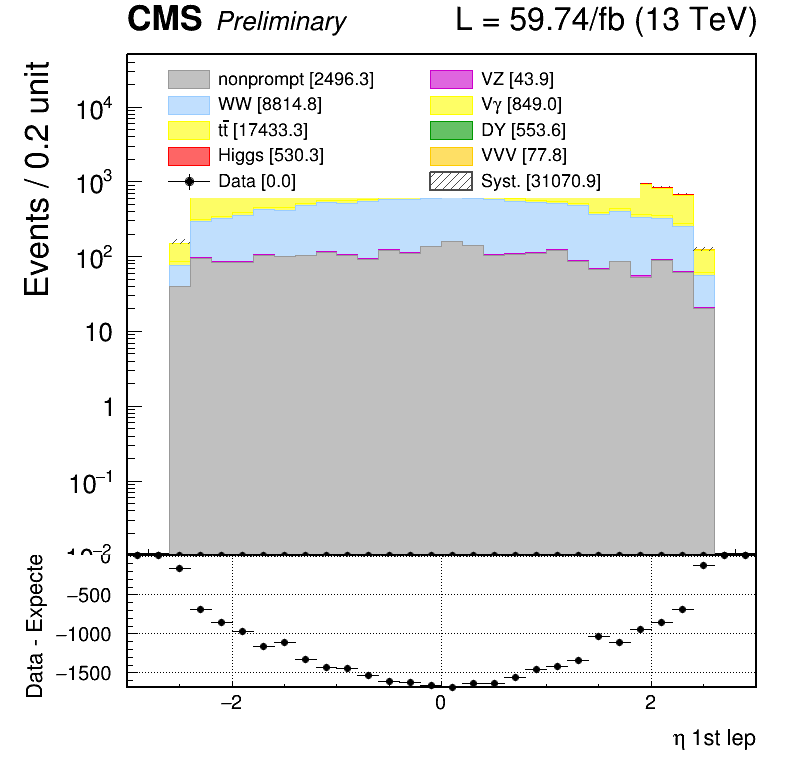 CMS Preliminary L = 59.74/fb (13 TeV)
Events / 0.2 unit
nonprompt [2496.3] VZ [43.9]
WW [8814.8] Vγ [849.0]
tt̄ [17433.3] DY [553.6]
Higgs [530.3] VVV [77.8]
Data [0.0] Syst. [31070.9]
10⁴
10³
10²
10
1
10⁻¹
10⁻²
Data - Expecte
0
−500
−1000
−1500
−2 0 2
η 1st lep